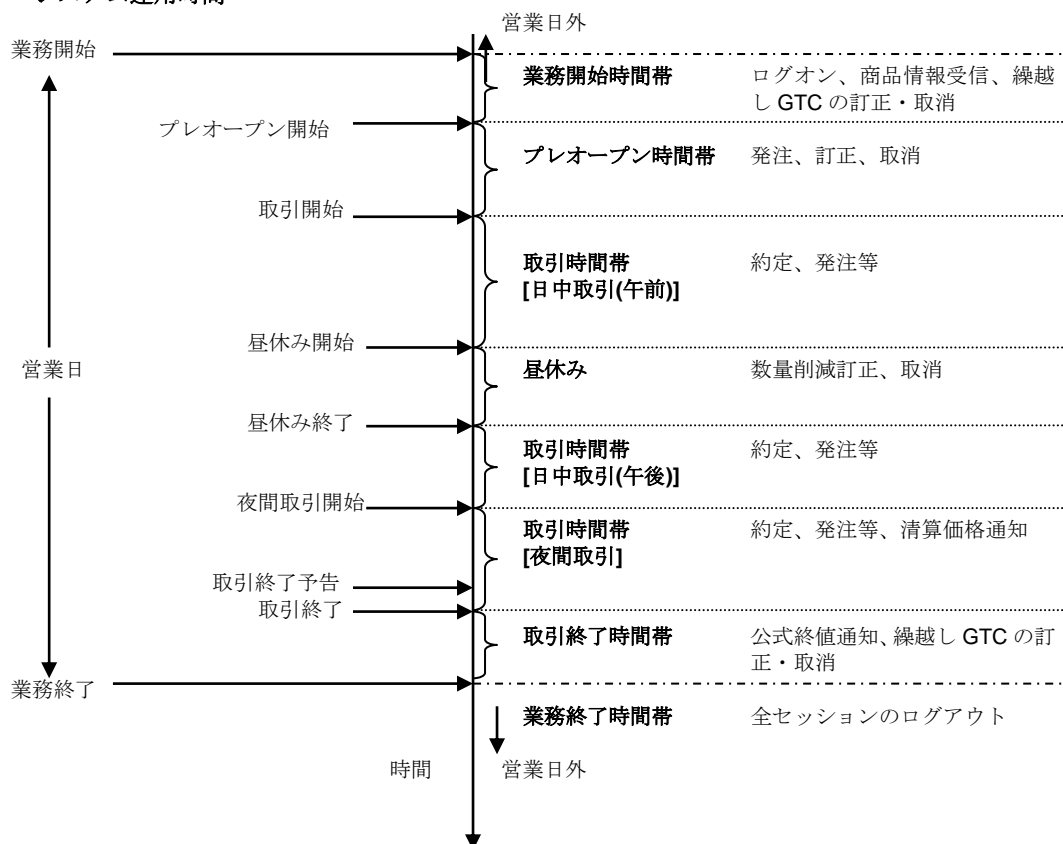 営業日外
業務開始
業務開始時間帯 ログオン、商品情報受信、繰越
し GTC の訂正・取消
プレオープン開始
プレオープン時間帯 発注、訂正、取消
取引開始
取引時間帯 約定、発注等
[日中取引(午前)]
昼休み開始
営業日
昼休み 数量削減訂正、取消
昼休み終了
取引時間帯 約定、発注等
[日中取引(午後)]
夜間取引開始
取引時間帯 約定、発注等、清算価格通知
[夜間取引]
取引終了予告
取引終了
取引終了時間帯 公式終値通知、繰越し GTC の訂
正・取消
業務終了
業務終了時間帯 全セッションのログアウト
時間 営業日外